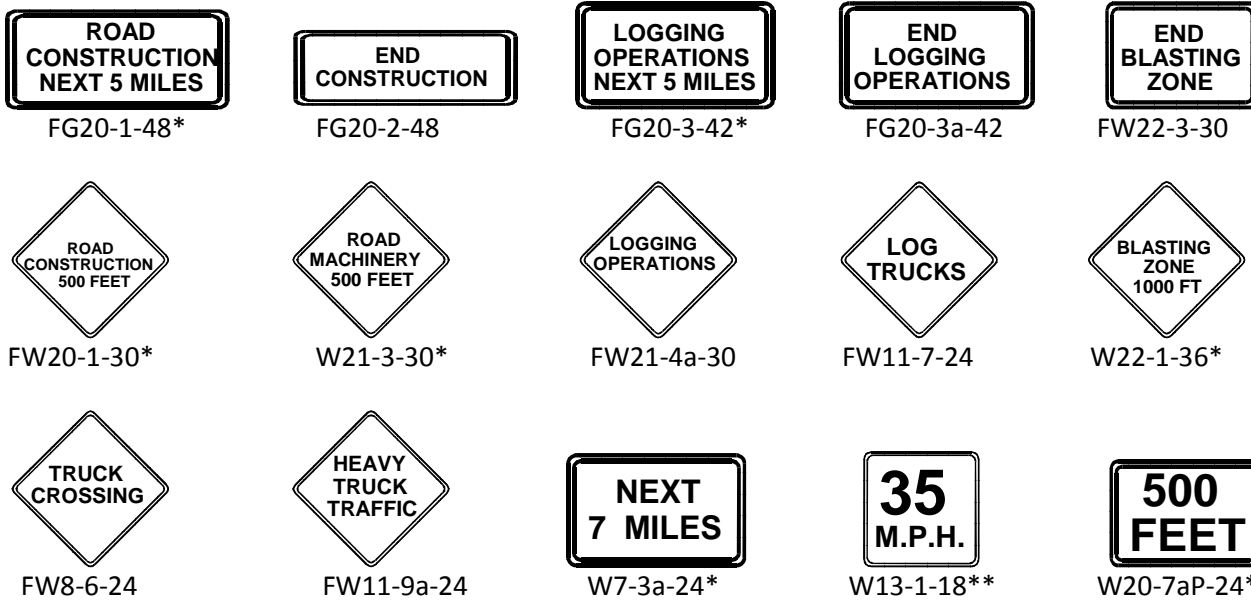 ROAD
CONSTRUCTION
NEXT 5 MILES
FG20-1-48*
END
CONSTRUCTION
FG20-2-48
LOGGING
OPERATIONS
NEXT 5 MILES
FG20-3-42*
END
LOGGING
OPERATIONS
FG20-3a-42
END
BLASTING
ZONE
FW22-3-30
ROAD
CONSTRUCTION
500 FEET
FW20-1-30*
ROAD
MACHINERY
500 FEET
W21-3-30*
LOGGING
OPERATIONS
FW21-4a-30
LOG
TRUCKS
FW11-7-24
BLASTING
ZONE
1000 FT
W22-1-36*
TRUCK
CROSSING
FW8-6-24
HEAVY
TRUCK
TRAFFIC
FW11-9a-24
NEXT
7 MILES
W7-3a-24*
35
M.P.H.
W13-1-18**
500
FEET
W20-7aP-24*